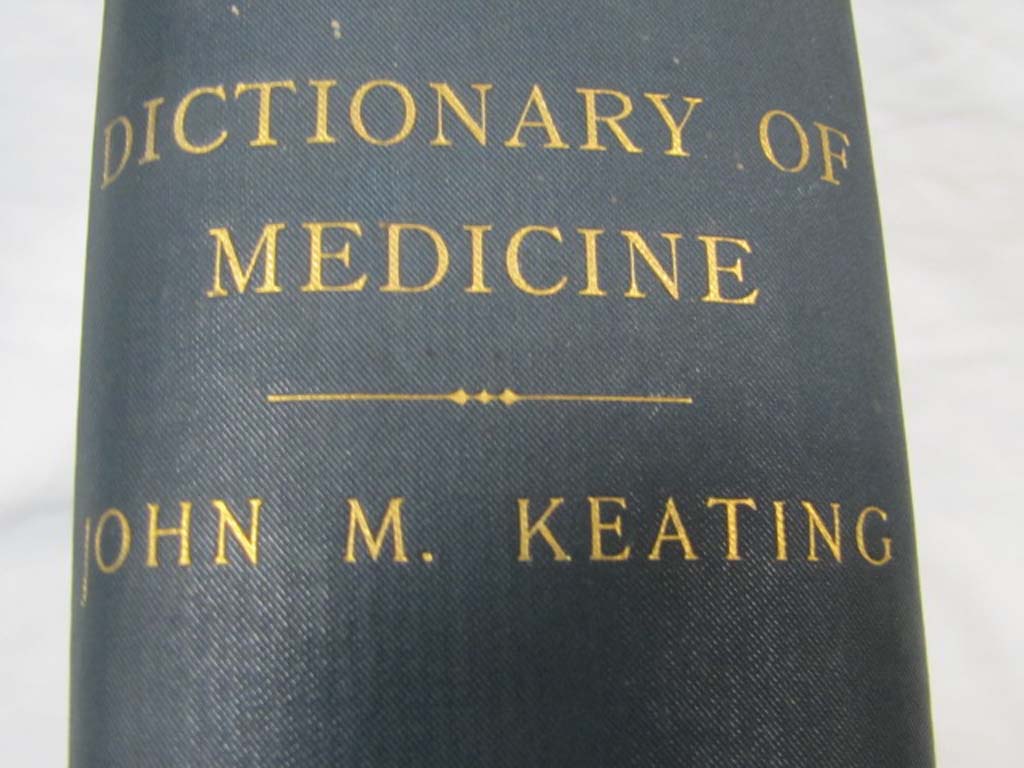 DICTIONARY OF
MEDICINE
JOHN M. KEATING